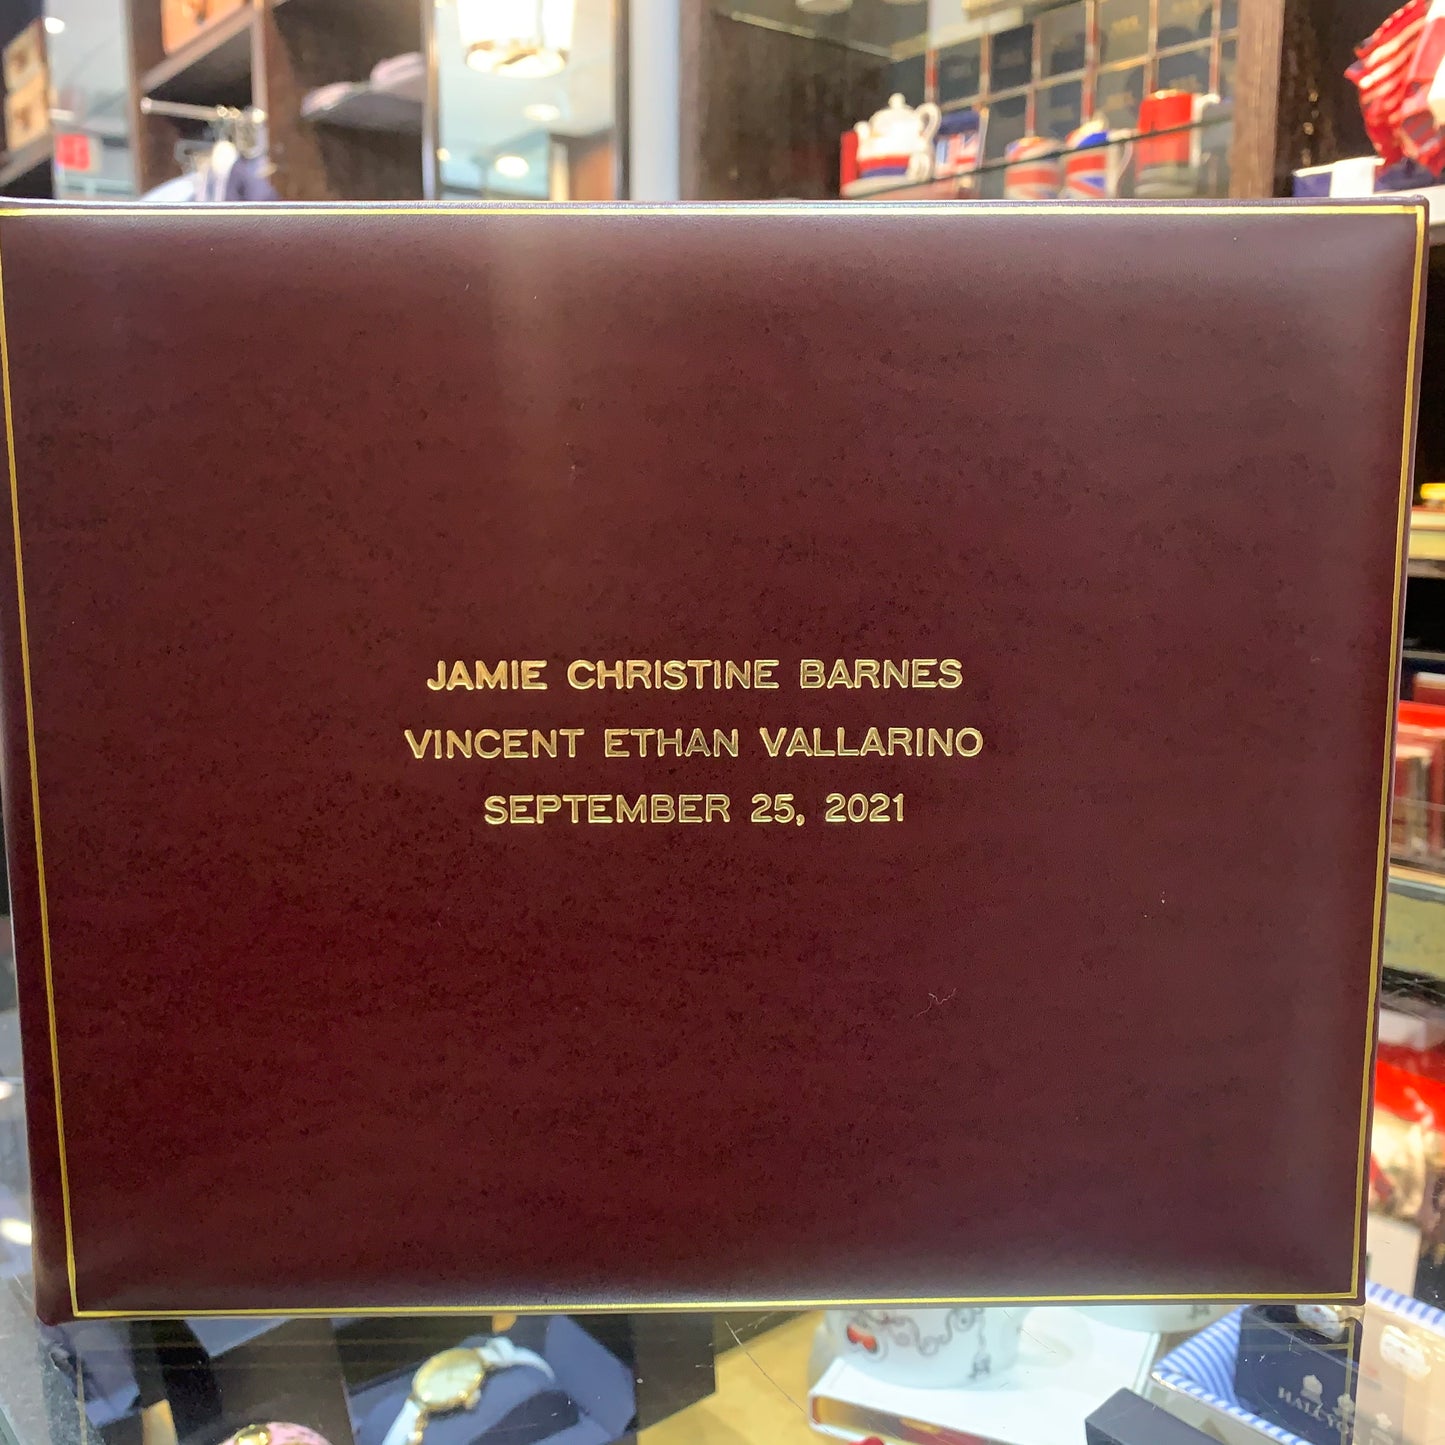 JAMIE CHRISTINE BARNES
VINCENT ETHAN VALLARINO
SEPTEMBER 25, 2021